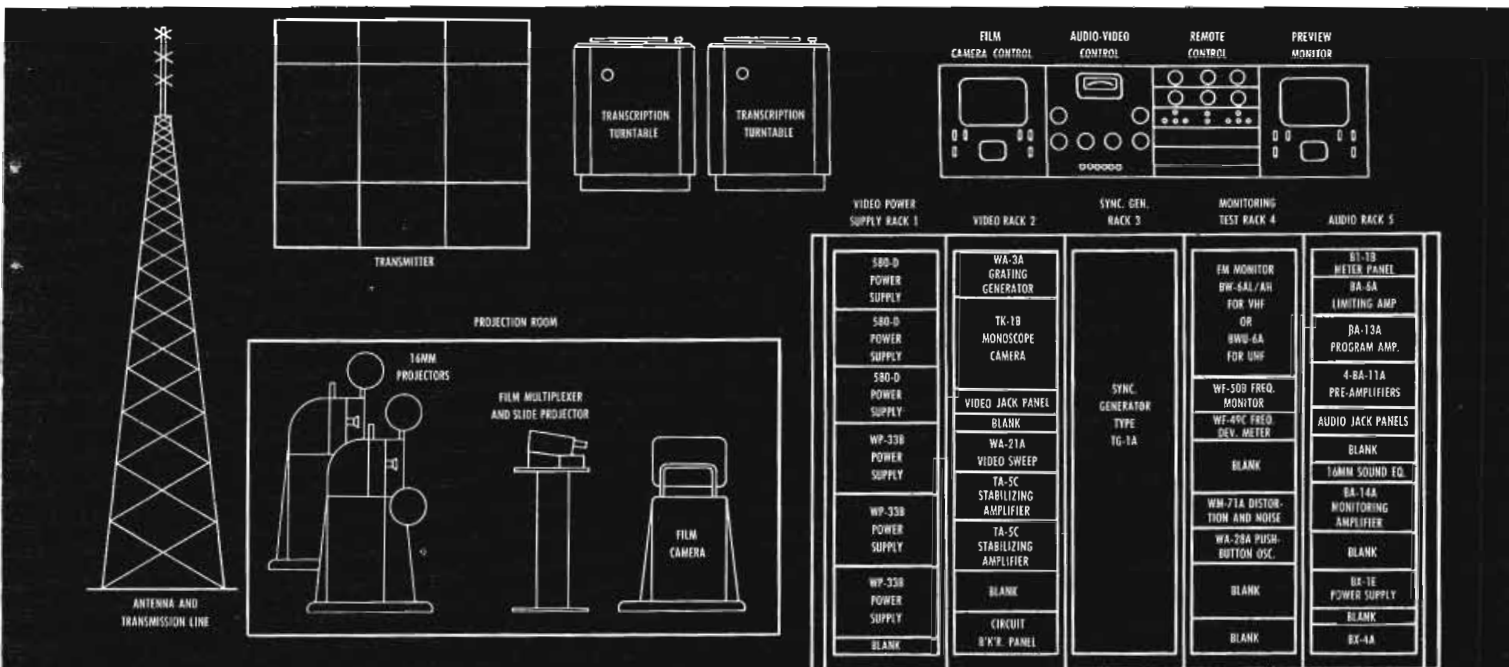 FILM
CAMERA CONTROL
AUDIO-VIDEO
CONTROL
REMOTE
CONTROL
PREVIEW
MONITOR
TRANSCRIPTION
TURNTABLE
TRANSCRIPTION
TURNTABLE
TRANSMITTER
ANTENNA AND
TRANSMISSION LINE
PROJECTION ROOM
16MM
PROJECTORS
FILM MULTIPLEXER
AND SLIDE PROJECTOR
FILM
CAMERA
VIDEO POWER
SUPPLY RACK 1
580-D
POWER
SUPPLY
580-D
POWER
SUPPLY
580-D
POWER
SUPPLY
WP-33B
POWER
SUPPLY
WP-33B
POWER
SUPPLY
WP-33B
POWER
SUPPLY
BLANK
VIDEO RACK 2
WA-3A
GRATING
GENERATOR
TK-1B
MONOSCOPE
CAMERA
VIDEO JACK PANEL
BLANK
WA-21A
VIDEO SWEEP
TA-5C
STABILIZING
AMPLIFIER
TA-5C
STABILIZING
AMPLIFIER
BLANK
CIRCUIT
B'K'R. PANEL
SYNC. GEN.
RACK 3
SYNC.
GENERATOR
TYPE
TG-1A
MONITORING
TEST RACK 4
FM MONITOR
BW-6AL/AH
FOR VHF
OR
BWU-6A
FOR UHF
WF-50B FREQ.
MONITOR
WF-49C FREQ.
DEV. METER
BLANK
WM-71A DISTOR-
TION AND NOISE
WA-28A PUSH-
BUTTON OSC.
BLANK
BLANK
AUDIO RACK 5
BI-1B
METER PANEL
BA-6A
LIMITING AMP
BA-13A
PROGRAM AMP.
4-BA-11A
PRE-AMPLIFIERS
AUDIO JACK PANELS
BLANK
16MM SOUND EQ.
BA-14A
MONITORING
AMPLIFIER
BLANK
BX-1E
POWER SUPPLY
BLANK
BX-4A